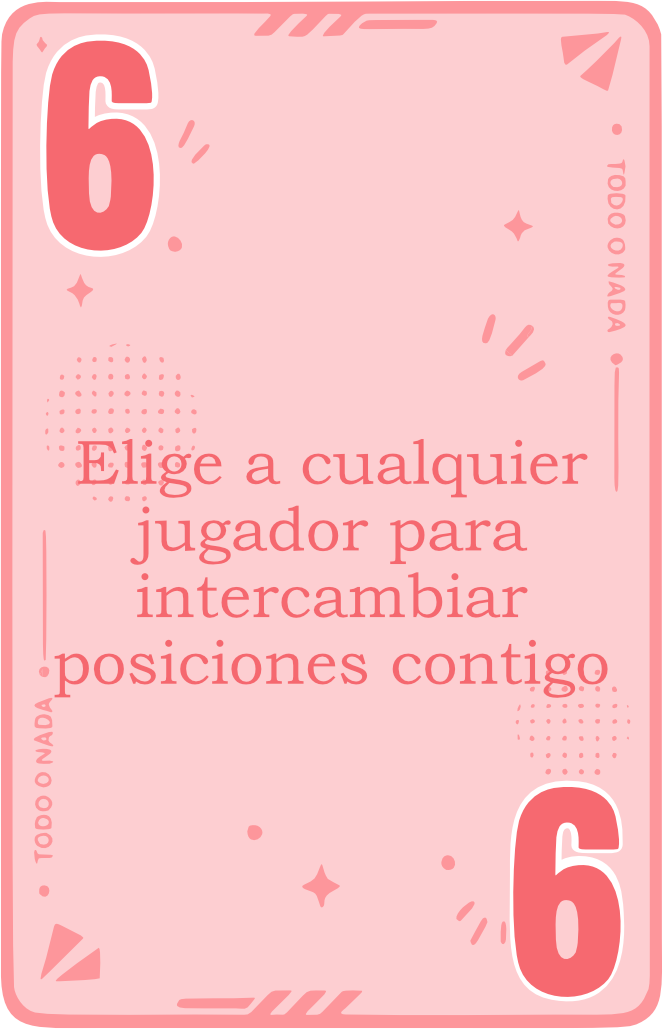 6
TODO O NADA
Elige a cualquier
jugador para
intercambiar
posiciones contigo
TODO O NADA
6